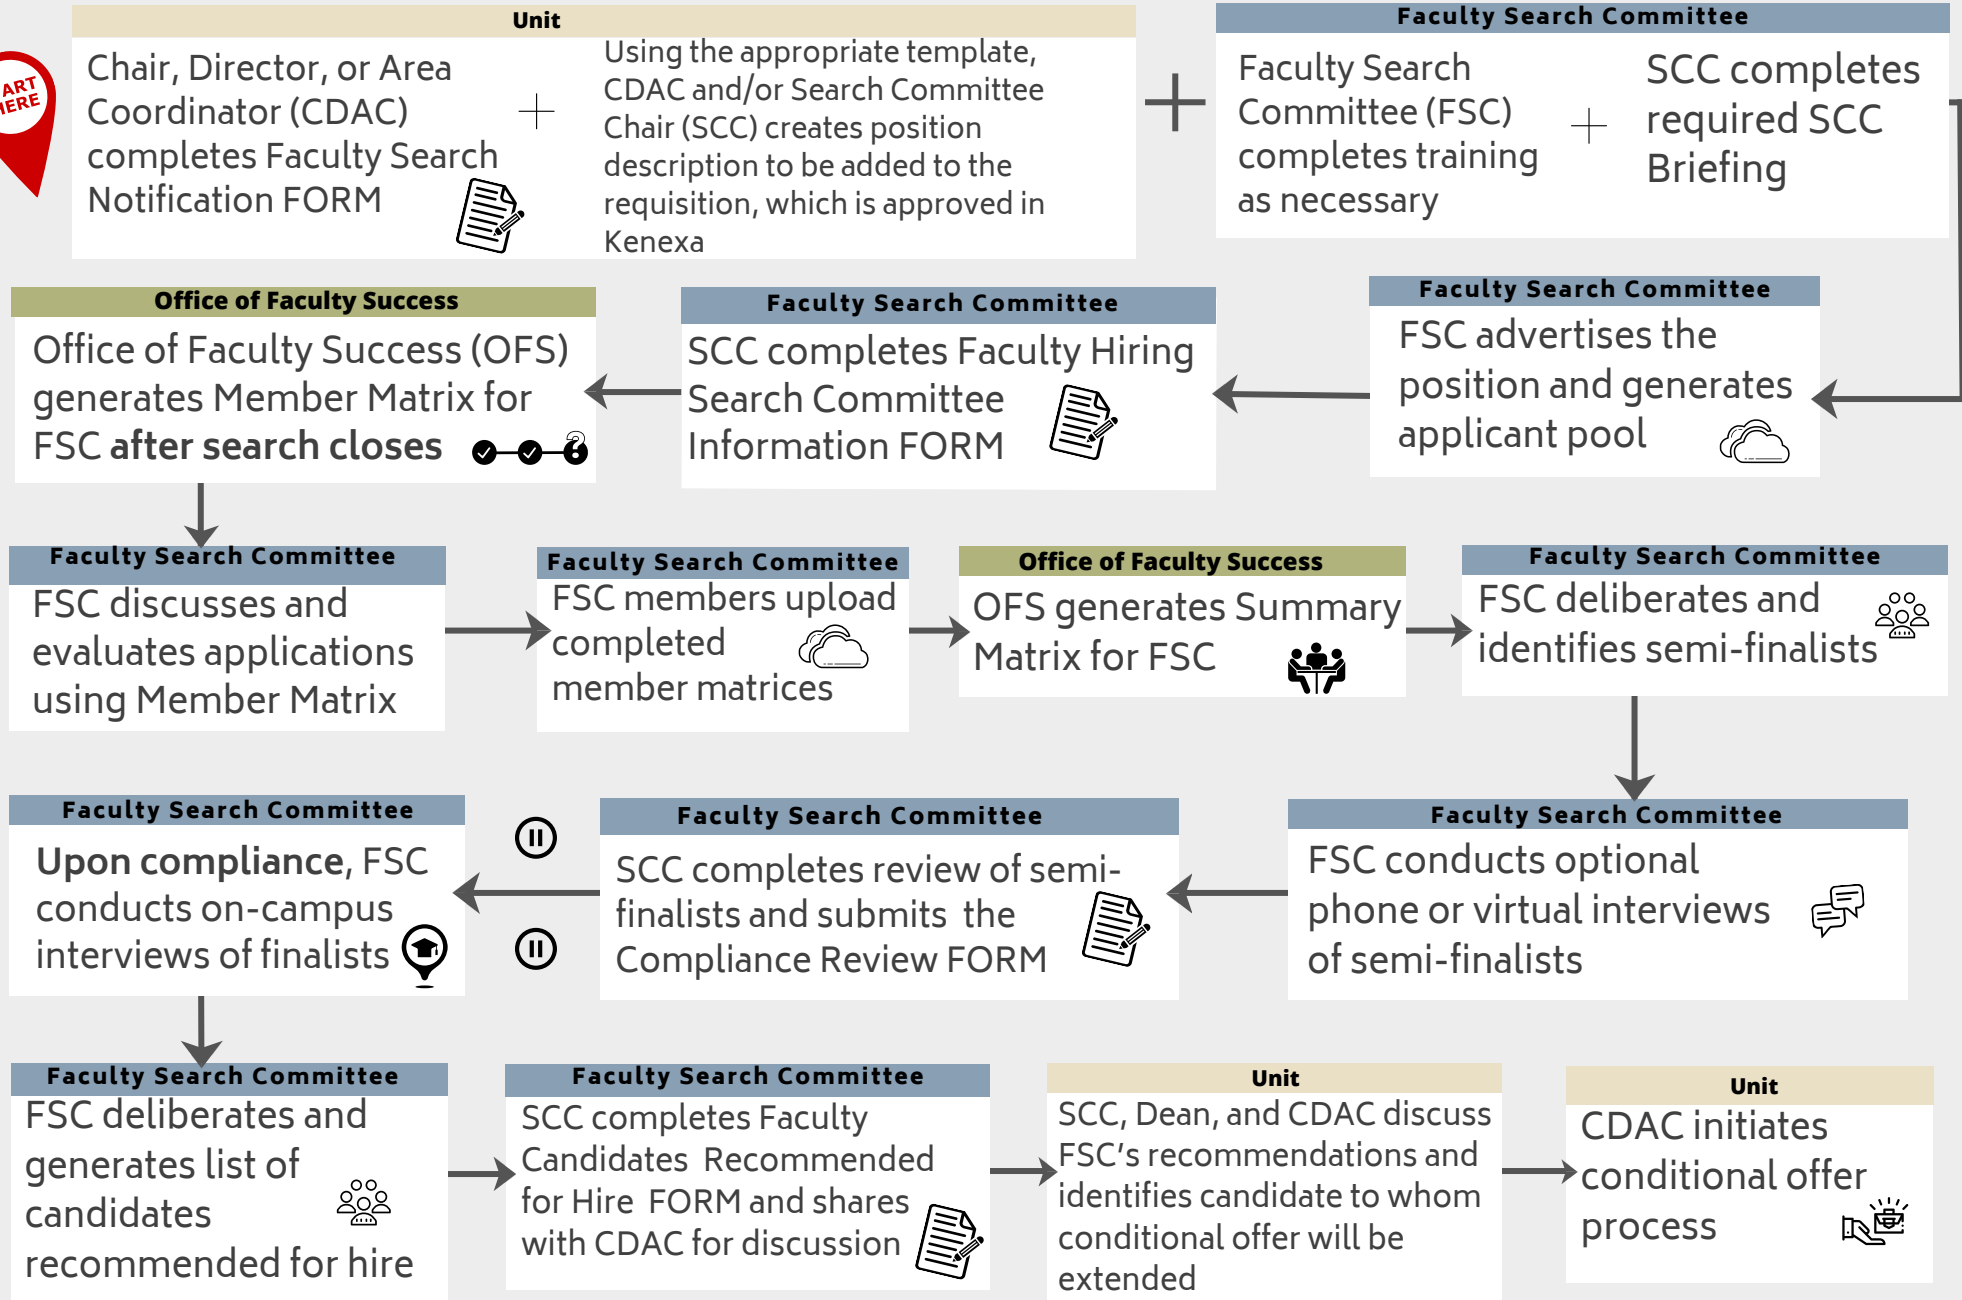 START
HERE
Unit
Chair, Director, or Area
Coordinator (CDAC)
completes Faculty Search
Notification FORM
Using the appropriate template,
CDAC and/or Search Committee
Chair (SCC) creates position
description to be added to the
requisition, which is approved in
Kenexa
Faculty Search Committee
Faculty Search
Committee (FSC)
completes training
as necessary
SCC completes
required SCC
Briefing
Office of Faculty Success
Office of Faculty Success (OFS)
generates Member Matrix for
FSC after search closes
Faculty Search Committee
SCC completes Faculty Hiring
Search Committee
Information FORM
Faculty Search Committee
FSC advertises the
position and generates
applicant pool
Faculty Search Committee
FSC discusses and
evaluates applications
using Member Matrix
Faculty Search Committee
FSC members upload
completed
member matrices
Office of Faculty Success
OFS generates Summary
Matrix for FSC
Faculty Search Committee
FSC deliberates and
identifies semi-finalists
Faculty Search Committee
Upon compliance, FSC
conducts on-campus
interviews of finalists
Faculty Search Committee
SCC completes review of semi-
finalists and submits the
Compliance Review FORM
Faculty Search Committee
FSC conducts optional
phone or virtual interviews
of semi-finalists
Faculty Search Committee
FSC deliberates and
generates list of
candidates
recommended for hire
Faculty Search Committee
SCC completes Faculty
Candidates Recommended
for Hire FORM and shares
with CDAC for discussion
Unit
SCC, Dean, and CDAC discuss
FSC's recommendations and
identifies candidate to whom
conditional offer will be
extended
Unit
CDAC initiates
conditional offer
process